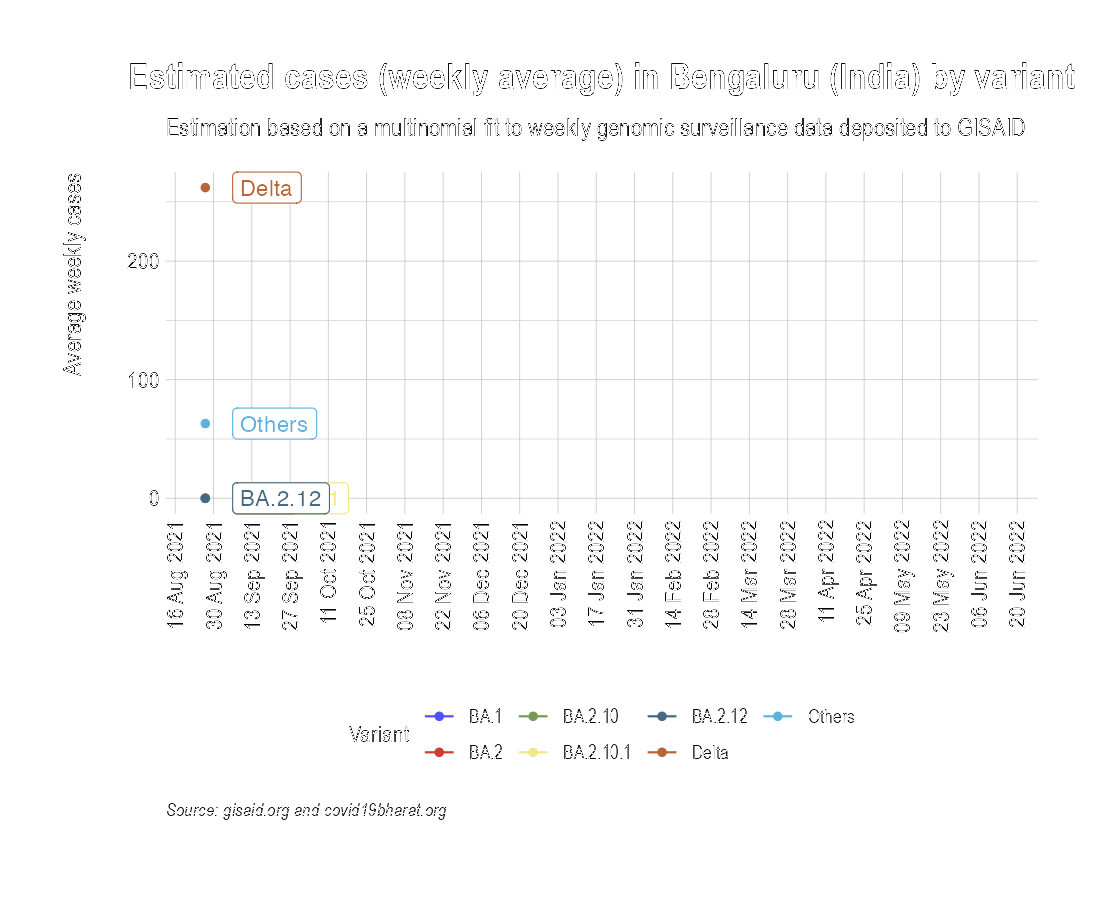 Estimated cases (weekly average) in Bengaluru (India) by variant
Estimation based on a multinomial fit to weekly genomic surveillance data deposited to GISAID
Average weekly cases
200
100
0
Delta
Others
BA.2.12
1
16 Aug 2021
30 Aug 2021
13 Sep 2021
27 Sep 2021
11 Oct 2021
25 Oct 2021
08 Nov 2021
22 Nov 2021
06 Dec 2021
20 Dec 2021
03 Jan 2022
17 Jan 2022
31 Jan 2022
14 Feb 2022
28 Feb 2022
14 Mar 2022
28 Mar 2022
11 Apr 2022
25 Apr 2022
09 May 2022
23 May 2022
06 Jun 2022
20 Jun 2022
Variant
BA.1 BA.2.10 BA.2.12 Others
BA.2 BA.2.10.1 Delta
Source: gisaid.org and covid19bharat.org